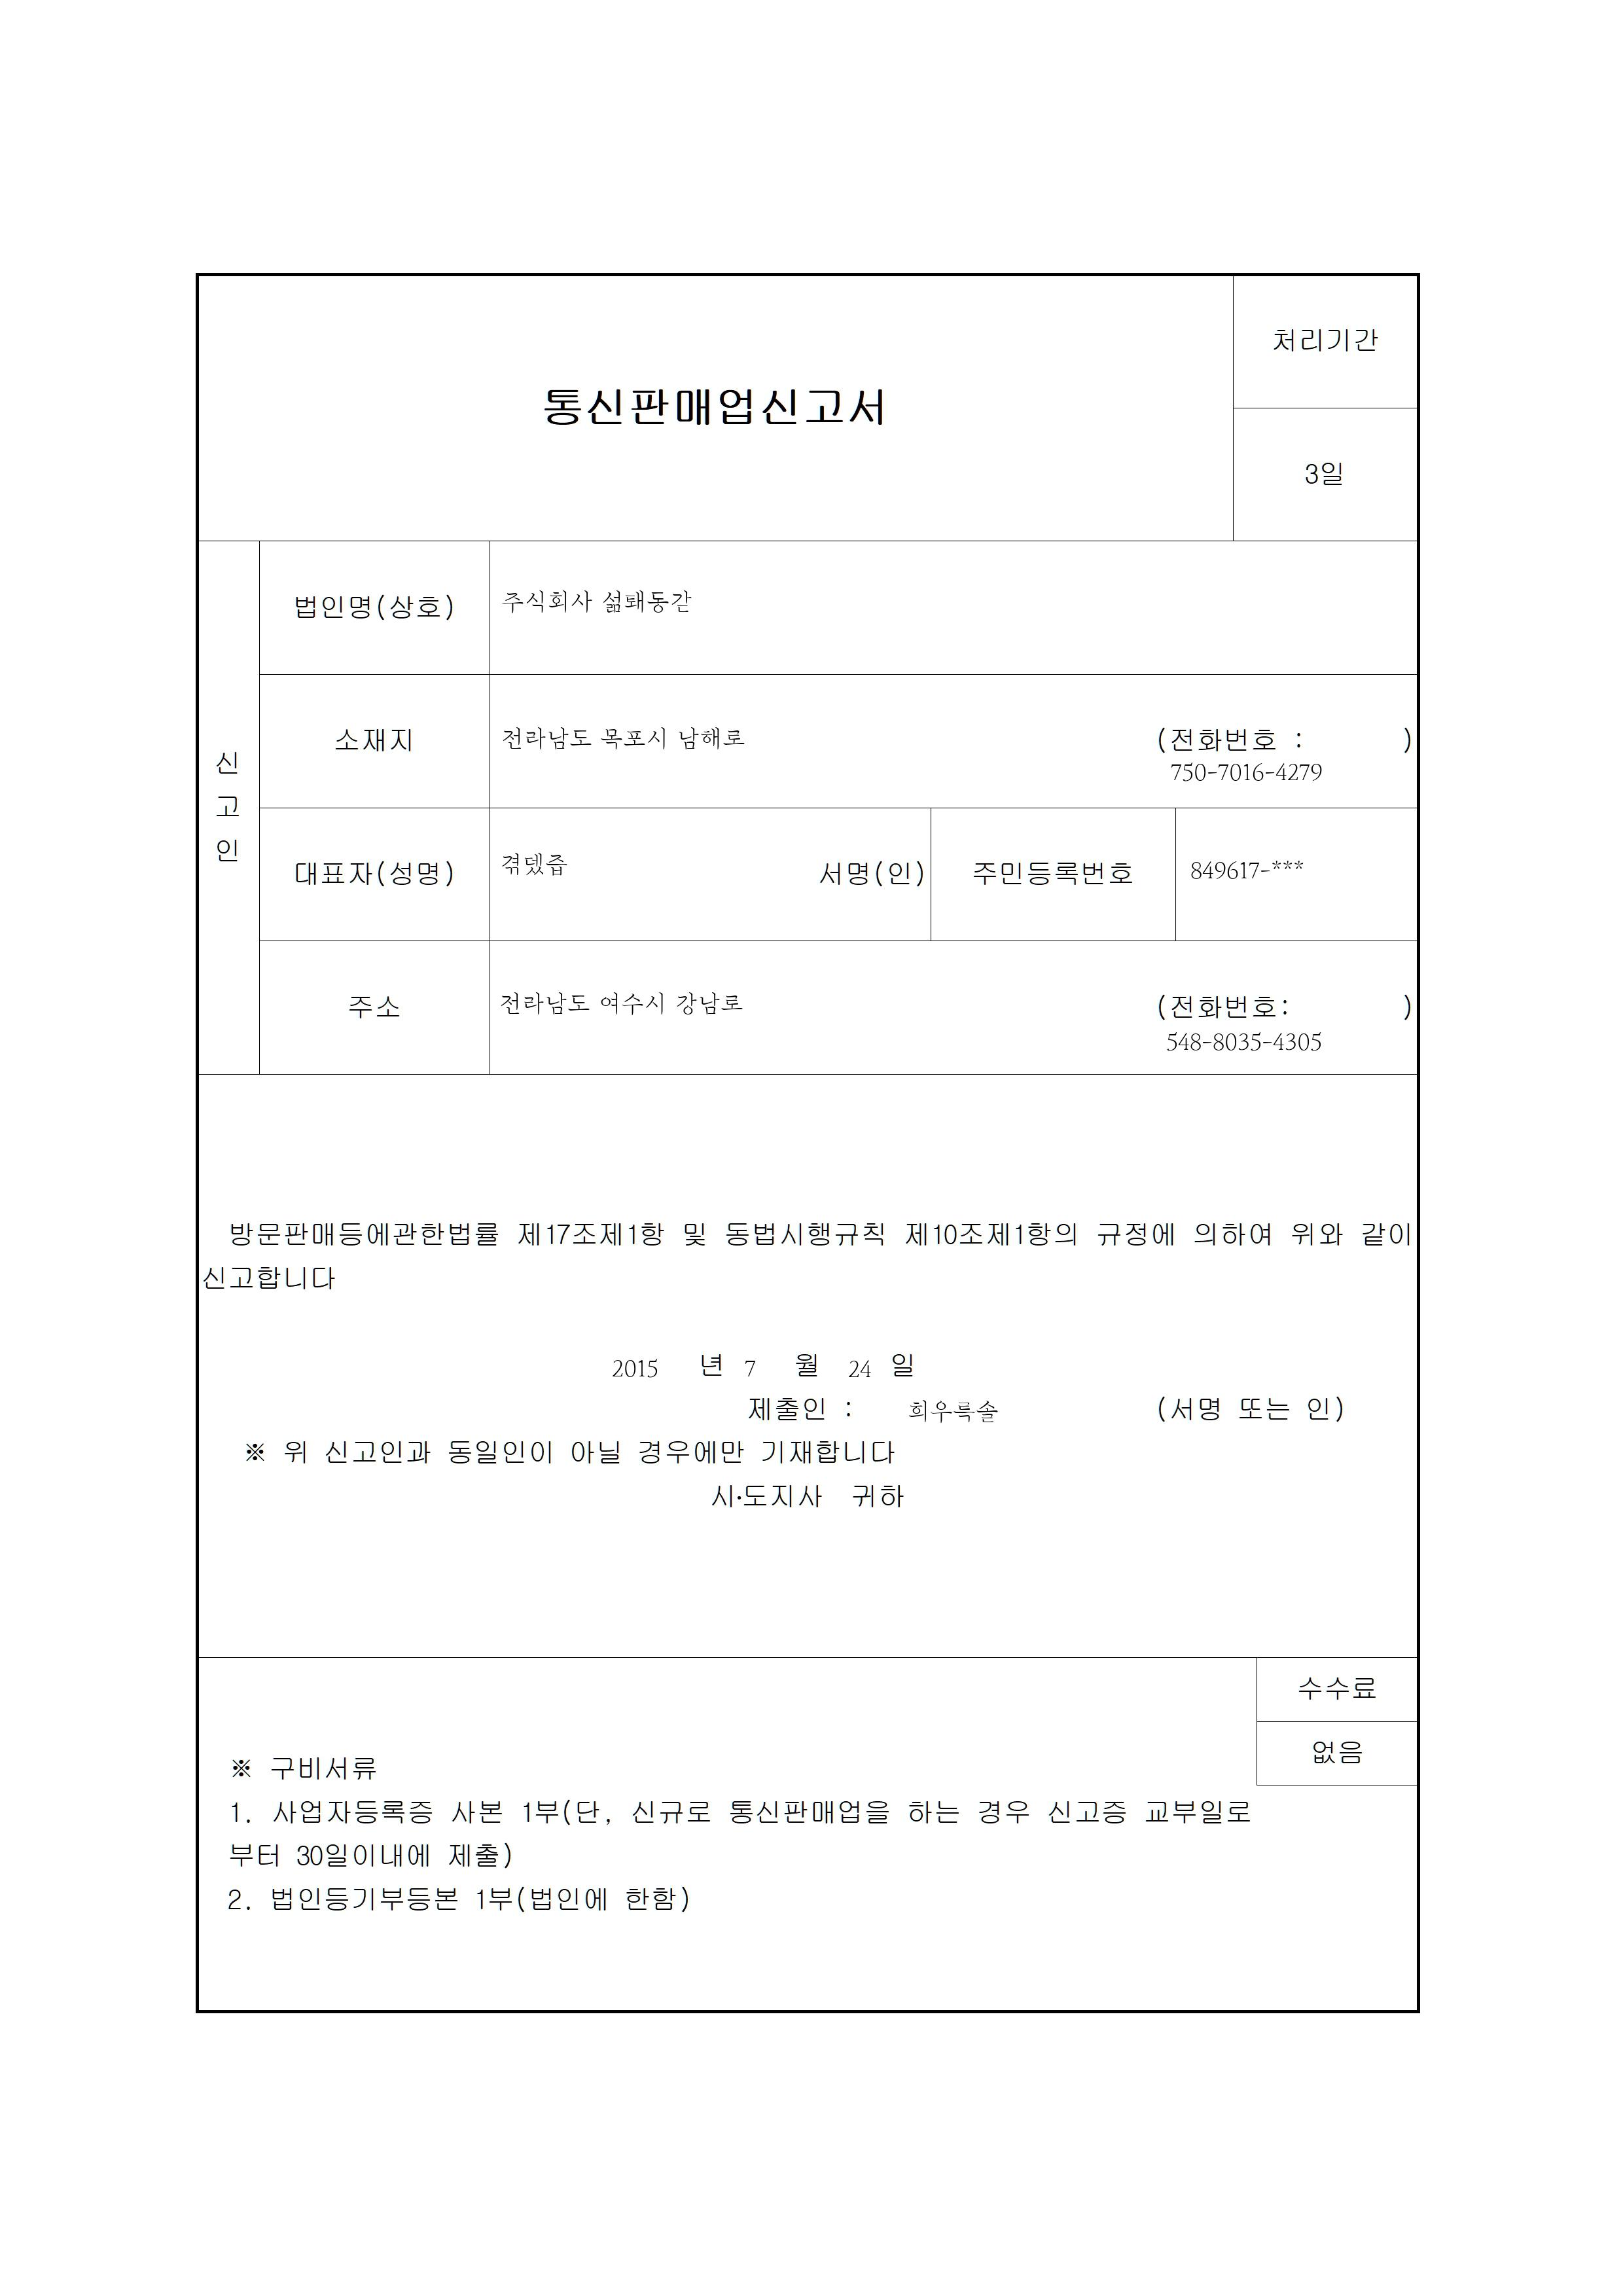 통신판매업신고서
처리기간
3일
신고인
법인명(상호)
주식회사 섦퇘동갇
소재지
전라남도 목포시 남해로
(전화번호 : )
750-7016-4279
대표자(성명)
겪뎄즙
서명(인)
주민등록번호
849617-***
주소
전라남도 여수시 강남로
(전화번호: )
548-8035-4305
방문판매등에관한법률 제17조제1항 및 동법시행규칙 제10조제1항의 규정에 의하여 위와 같이
신고합니다
2015 년 7 월 24 일
제출인 : 희우륵솔 (서명 또는 인)
※ 위 신고인과 동일인이 아닐 경우에만 기재합니다
시·도지사 귀하
수수료
없음
※ 구비서류
1. 사업자등록증 사본 1부(단, 신규로 통신판매업을 하는 경우 신고증 교부일로
부터 30일이내에 제출)
2. 법인등기부등본 1부(법인에 한함)